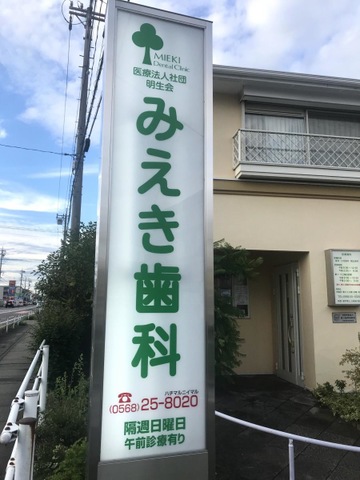 MIEKI
Dental Clinic
医療法人社団
明生会
みえき歯科
ハチマルニイマル
☎(0568)25-8020
隔週日曜日
午前診療有り